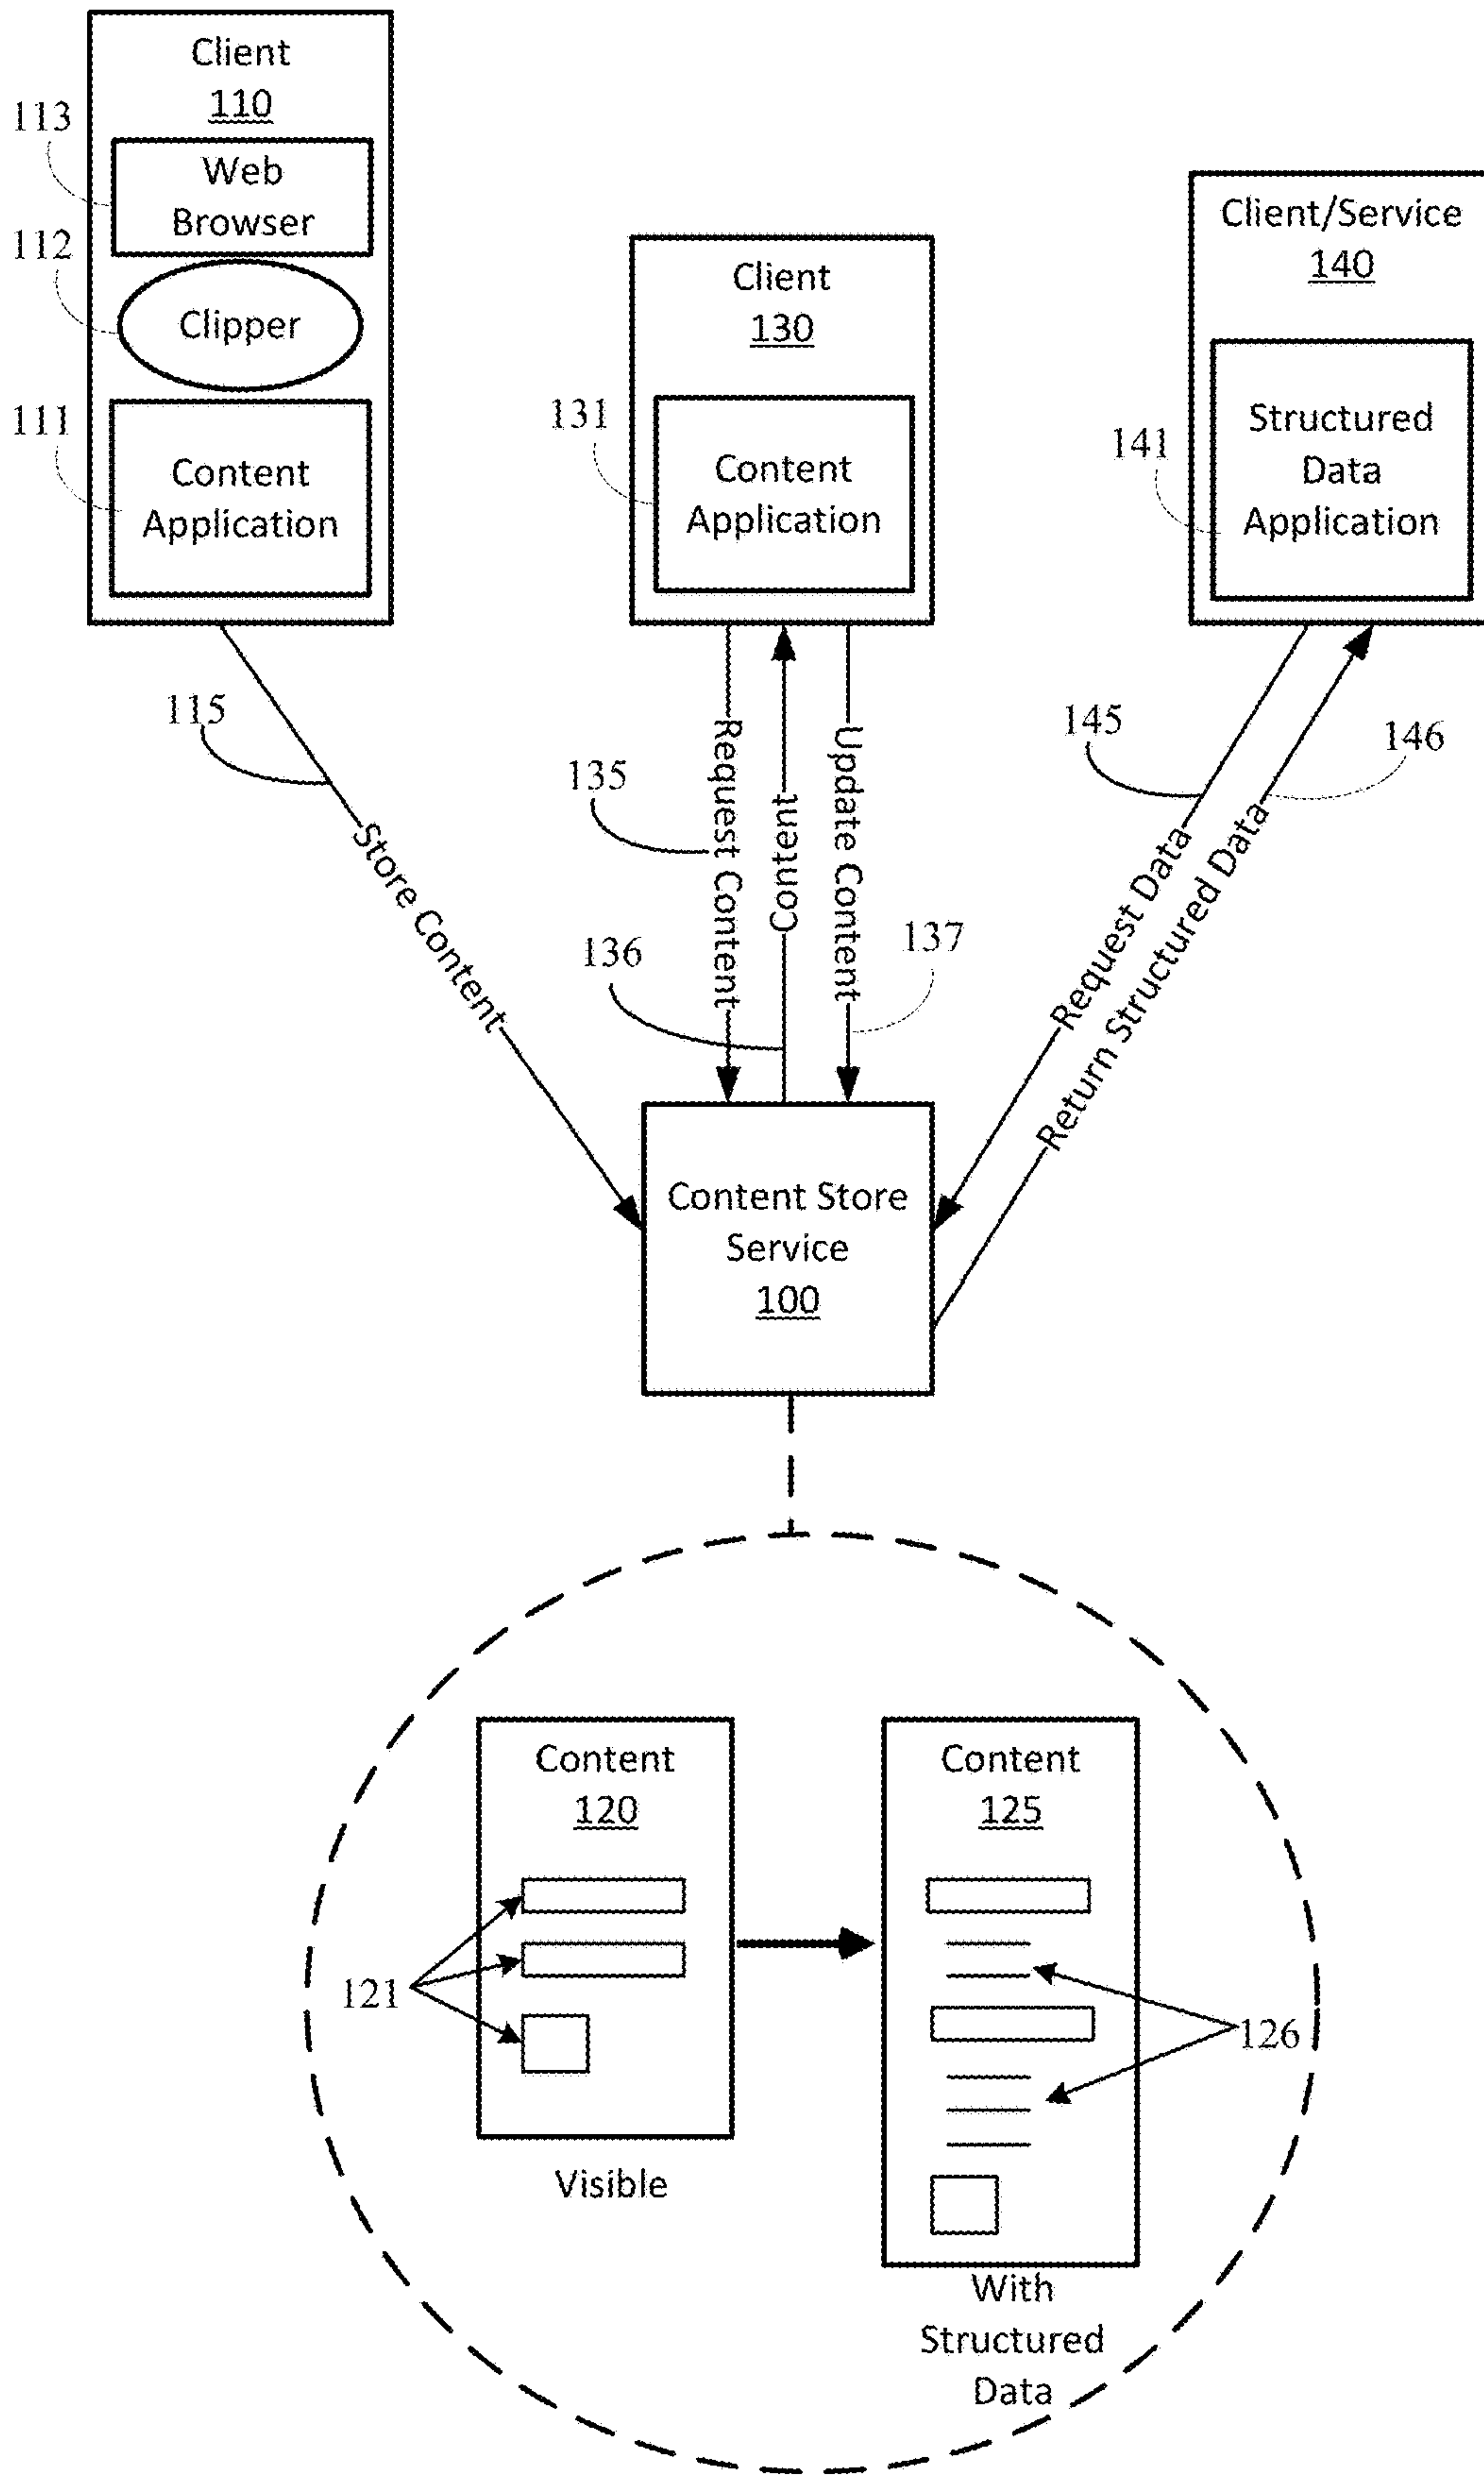 Client
110
113
Web
Browser
112
Clipper
111
Content
Application
Client
130
131
Content
Application
Client/Service
140
141
Structured
Data
Application
115
Store Content
135
Request Content
136
Content
137
Update Content
145
Request Data
146
Return Structured Data
Content Store
Service
100
Content
120
121
Visible
Content
125
126
With
Structured
Data